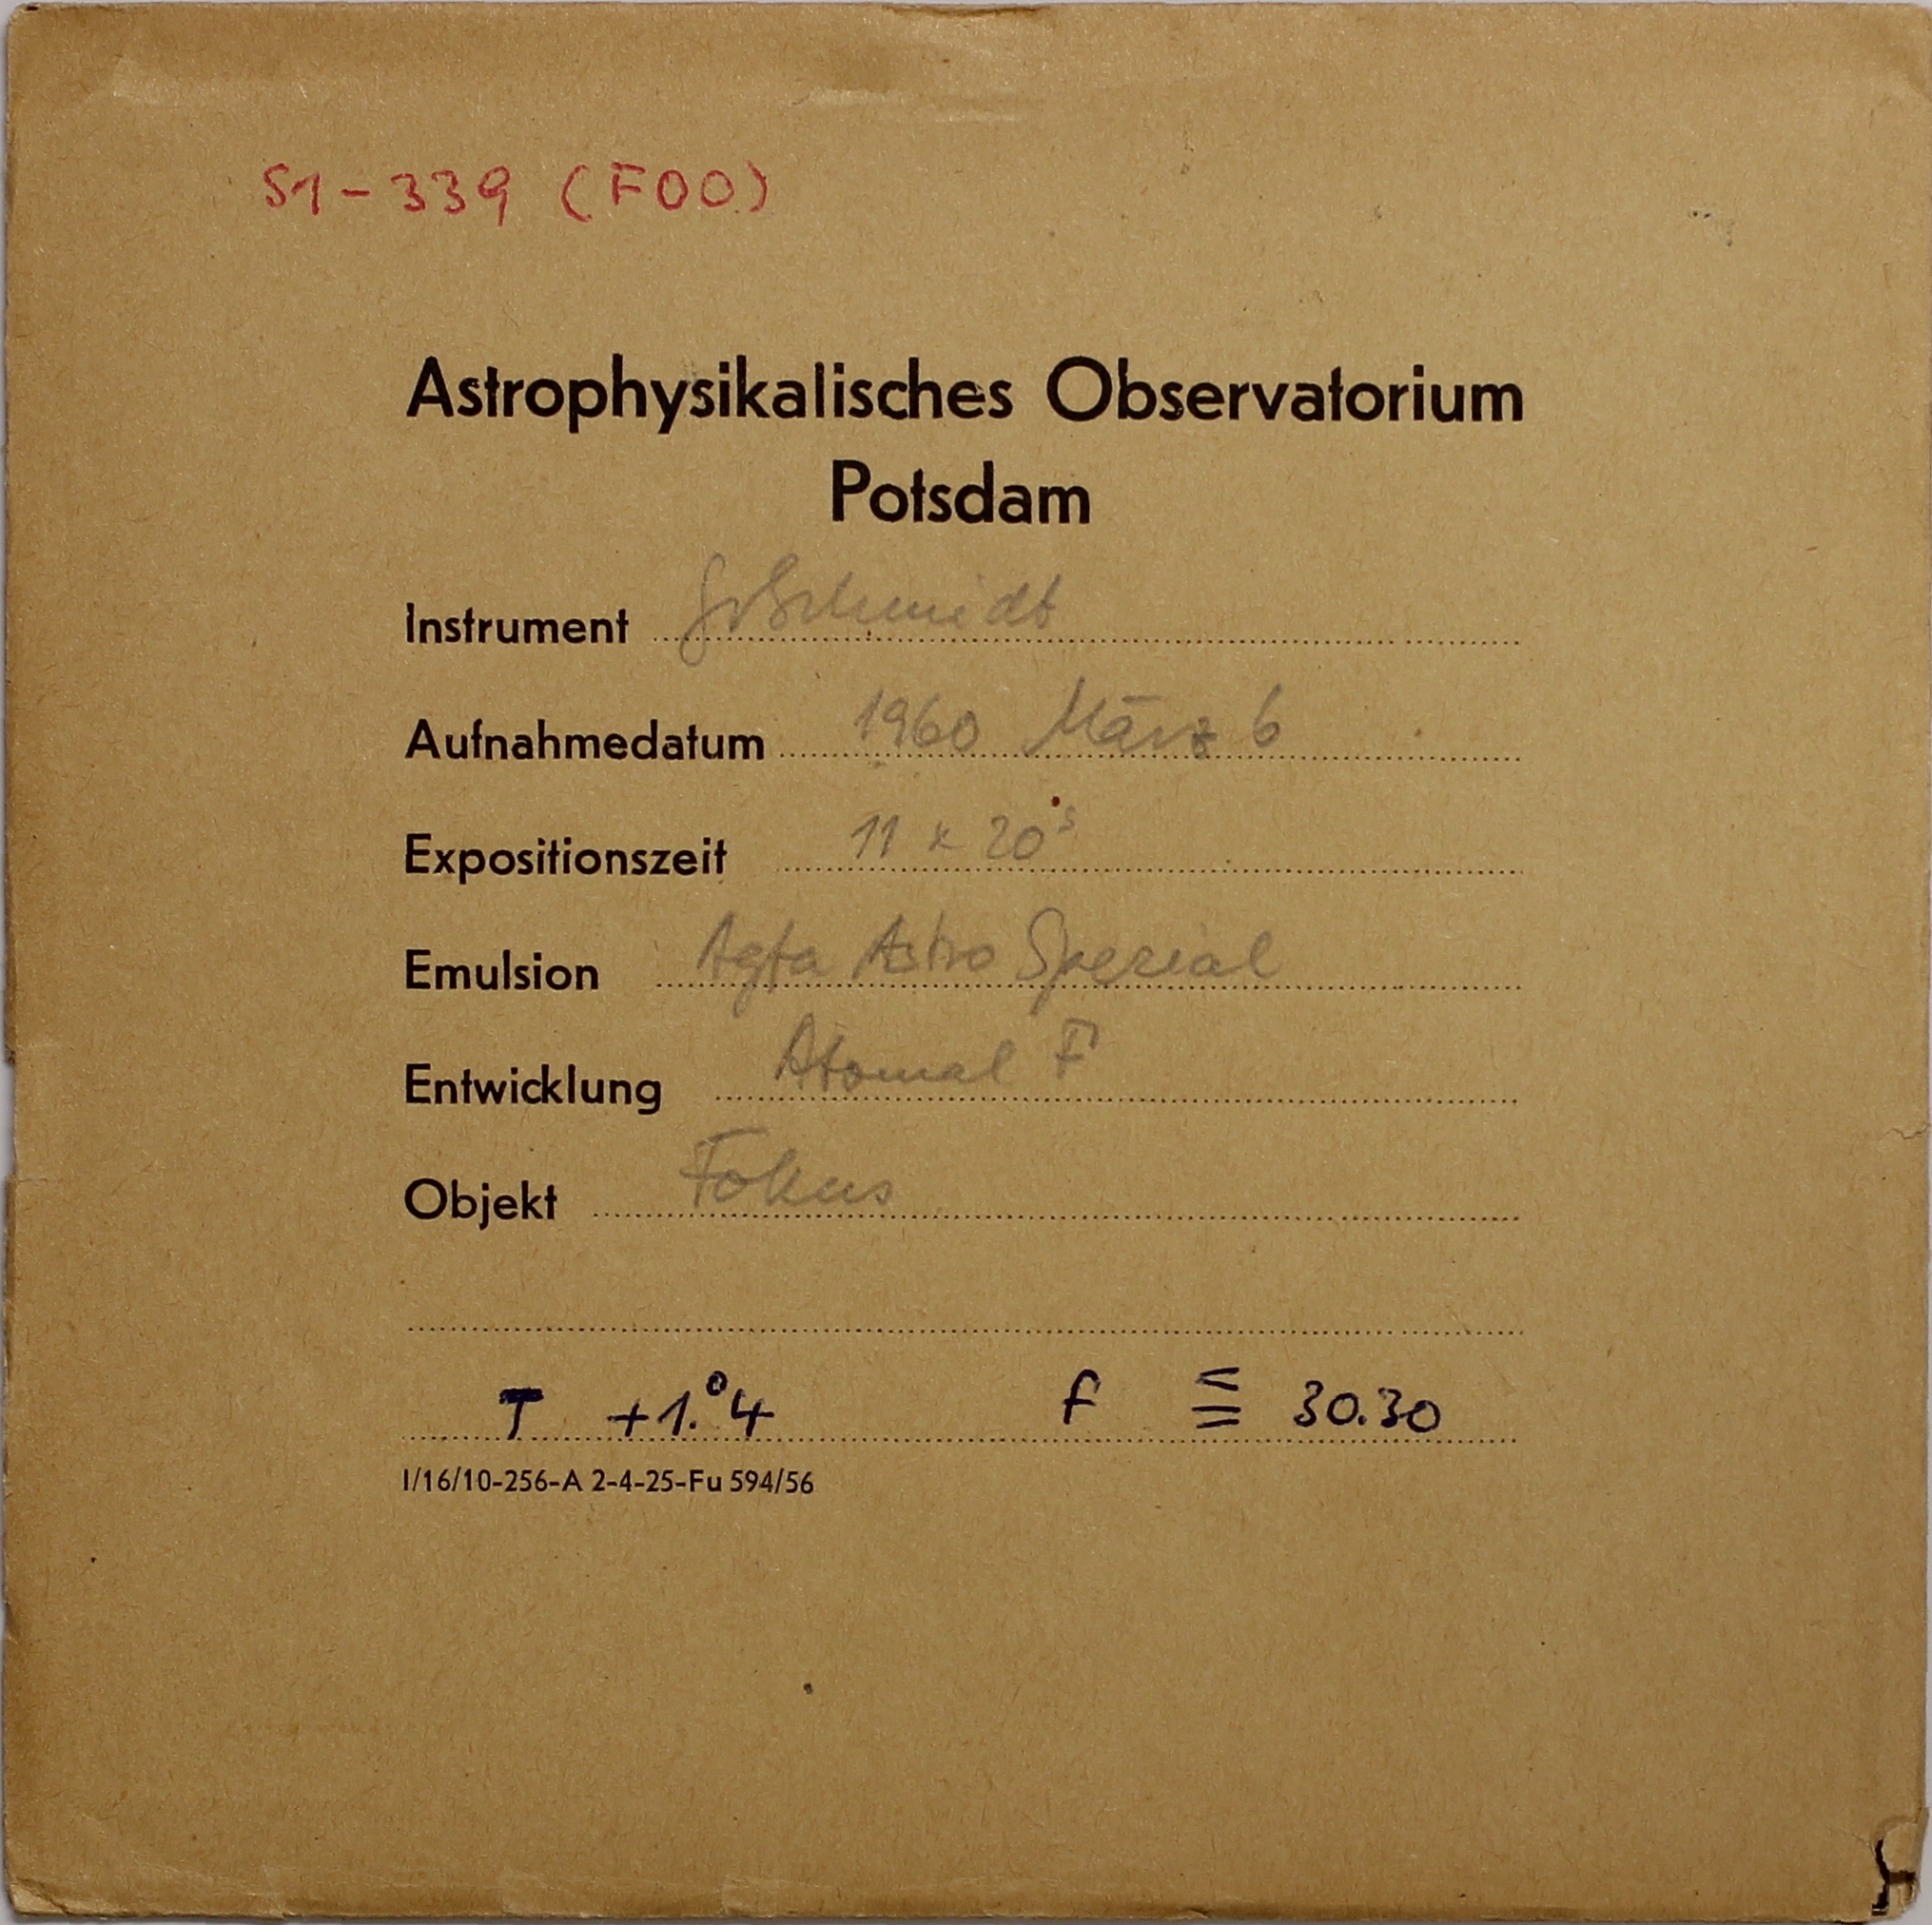 S1-339 (F00)
Astrophysikalisches Observatorium
Potsdam
Instrument Schmidt
Aufnahmedatum 1960 März 6
Expositionszeit 11 x 20s
Emulsion Agfa Astro Spezial
Entwicklung Atomal F
Objekt Fokus
T +1.°4 f ≦ 30.30
I/16/10-256-A 2-4-25-Fu 594/56